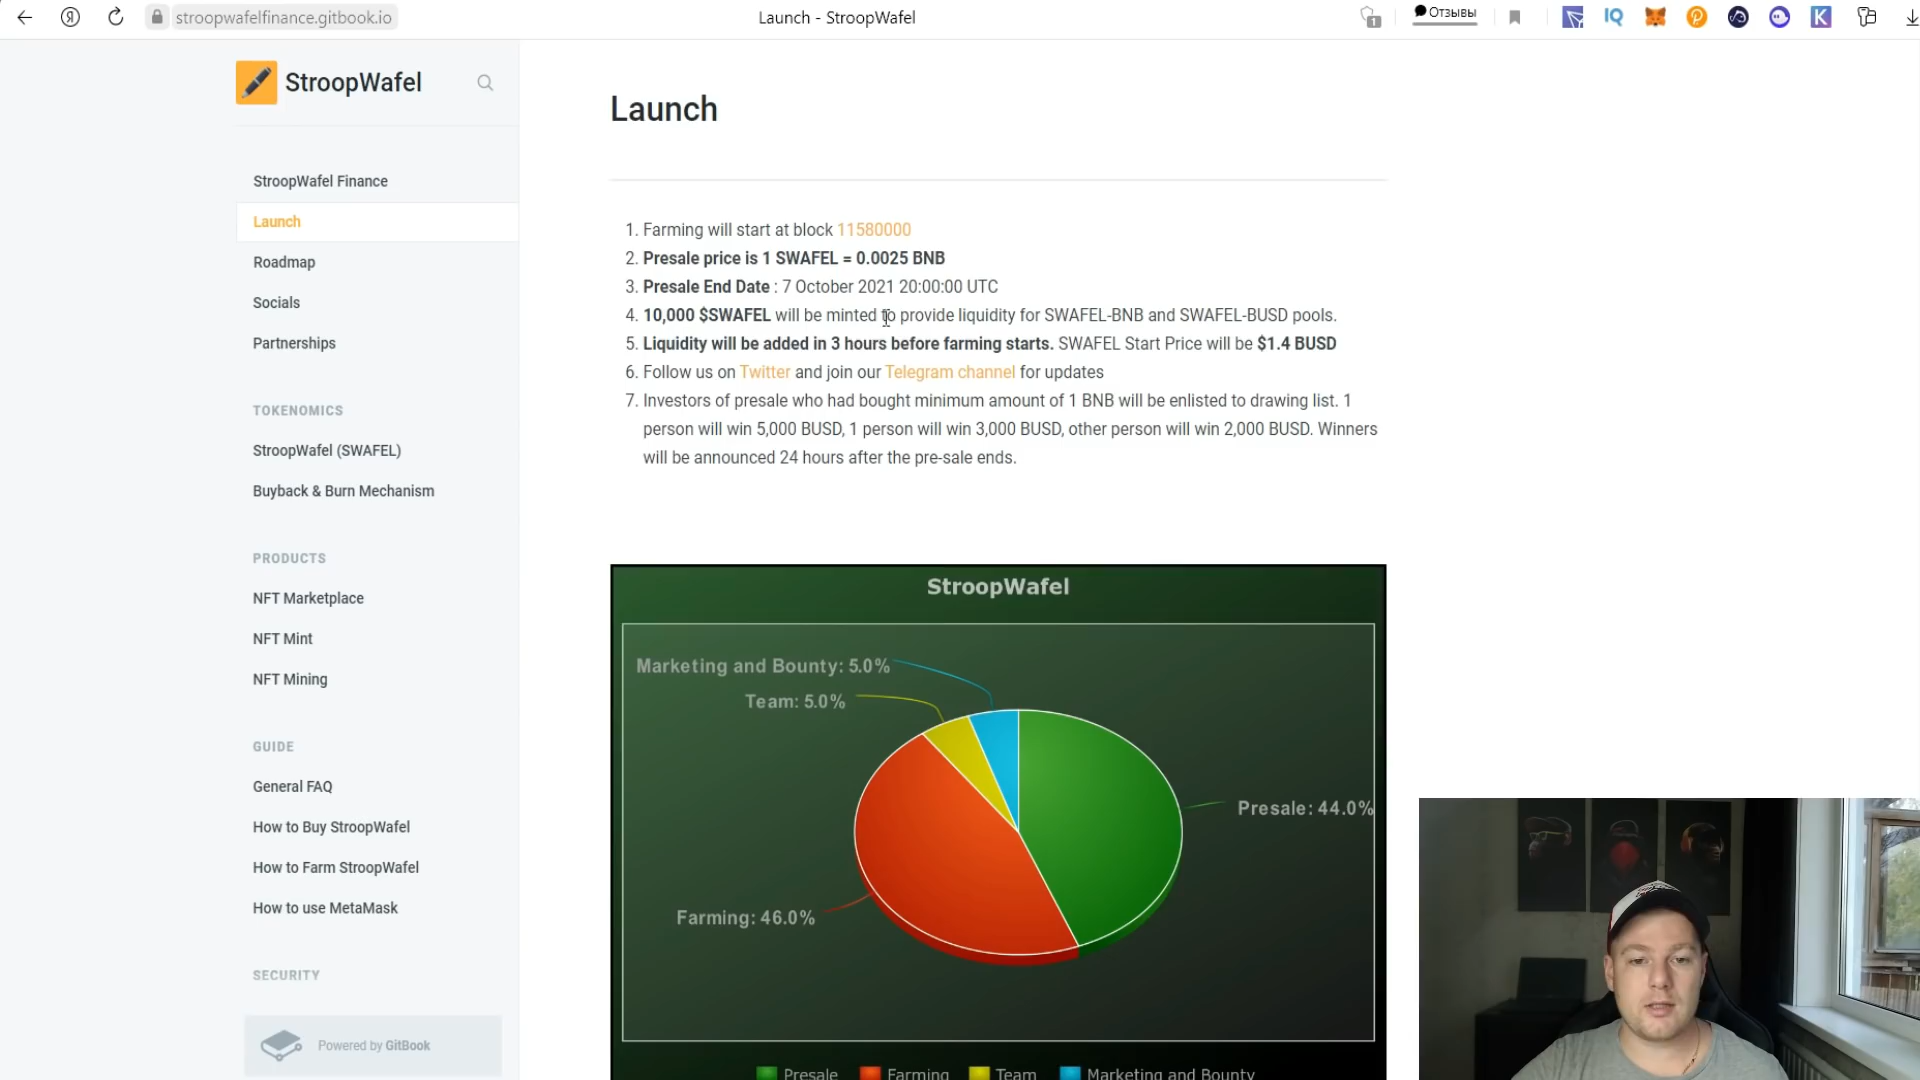 stroopwafelfinance.gitbook.io
Launch - StroopWafel
1
Отзывы
IQ
K
StroopWafel
StroopWafel Finance
Launch
Roadmap
Socials
Partnerships
TOKENOMICS
StroopWafel (SWAFEL)
Buyback & Burn Mechanism
PRODUCTS
NFT Marketplace
NFT Mint
NFT Mining
GUIDE
General FAQ
How to Buy StroopWafel
How to Farm StroopWafel
How to use MetaMask
SECURITY
Powered by GitBook
Launch
1. Farming will start at block 11580000
2. Presale price is 1 SWAFEL = 0.0025 BNB
3. Presale End Date : 7 October 2021 20:00:00 UTC
4. 10,000 $SWAFEL will be minted to provide liquidity for SWAFEL-BNB and SWAFEL-BUSD pools.
5. Liquidity will be added in 3 hours before farming starts. SWAFEL Start Price will be $1.4 BUSD
6. Follow us on Twitter and join our Telegram channel for updates
7. Investors of presale who had bought minimum amount of 1 BNB will be enlisted to drawing list. 1
person will win 5,000 BUSD, 1 person will win 3,000 BUSD, other person will win 2,000 BUSD. Winners
will be announced 24 hours after the pre-sale ends.
StroopWafel
Marketing and Bounty: 5.0%
Team: 5.0%
Presale: 44.0%
Farming: 46.0%
Presale Farming Team Marketing and Bounty